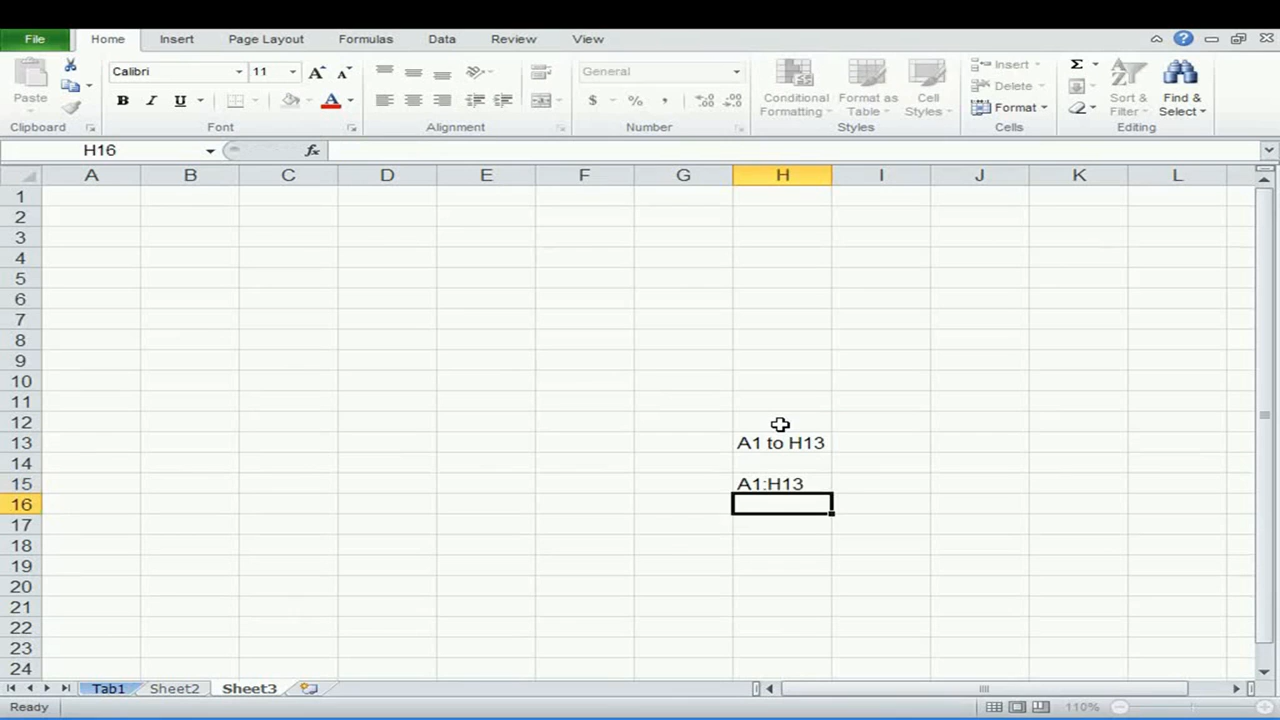 File Home Insert Page Layout Formulas Data Review View
Calibri 11 General Insert Σ
Paste Delete
B I U A $ % , .00 .0 Conditional Format as Cell Format Sort & Find &
Formatting Table Styles Filter Select
Clipboard Font Alignment Number Styles Cells Editing
H16 fx
A B C D E F G H I J K L
1
2
3
4
5
6
7
8
9
10
11
12
13 A1 to H13
14
15 A1:H13
16
17
18
19
20
21
22
23
24
Tab1 Sheet2 Sheet3
Ready 110%